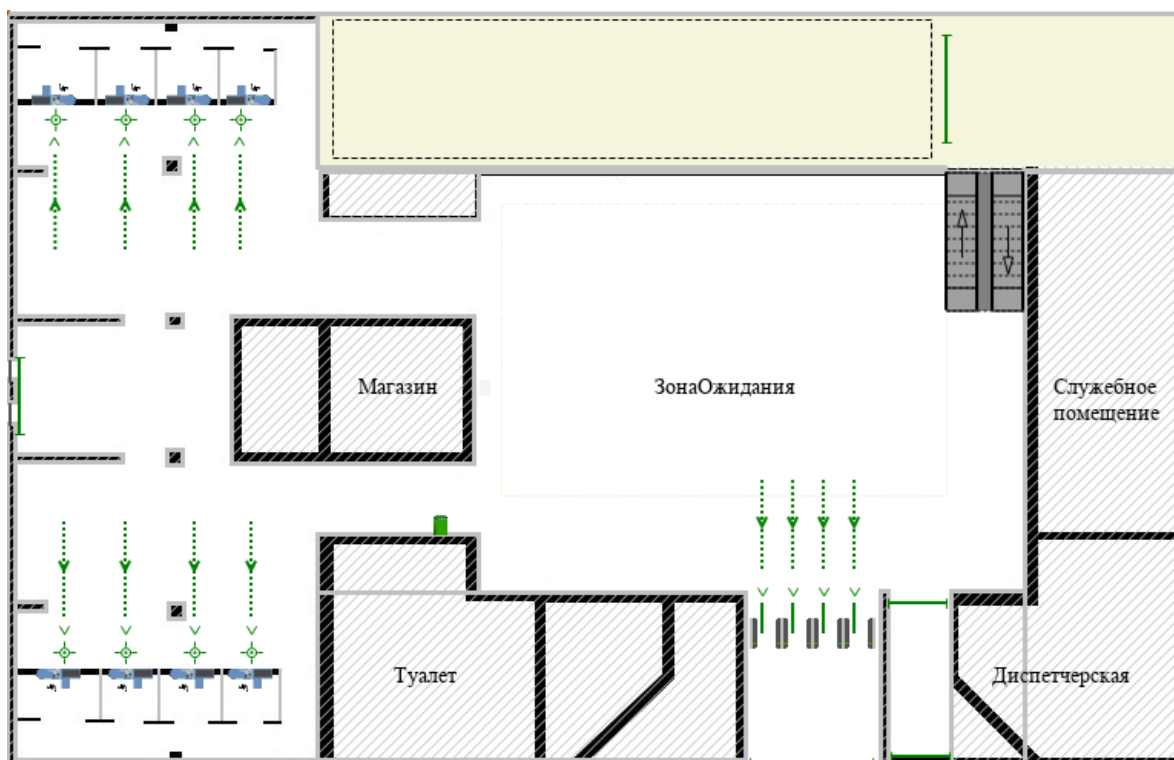 Магазин
ЗонаОжидания
Служебное
помещение
Туалет
Диспетчерская